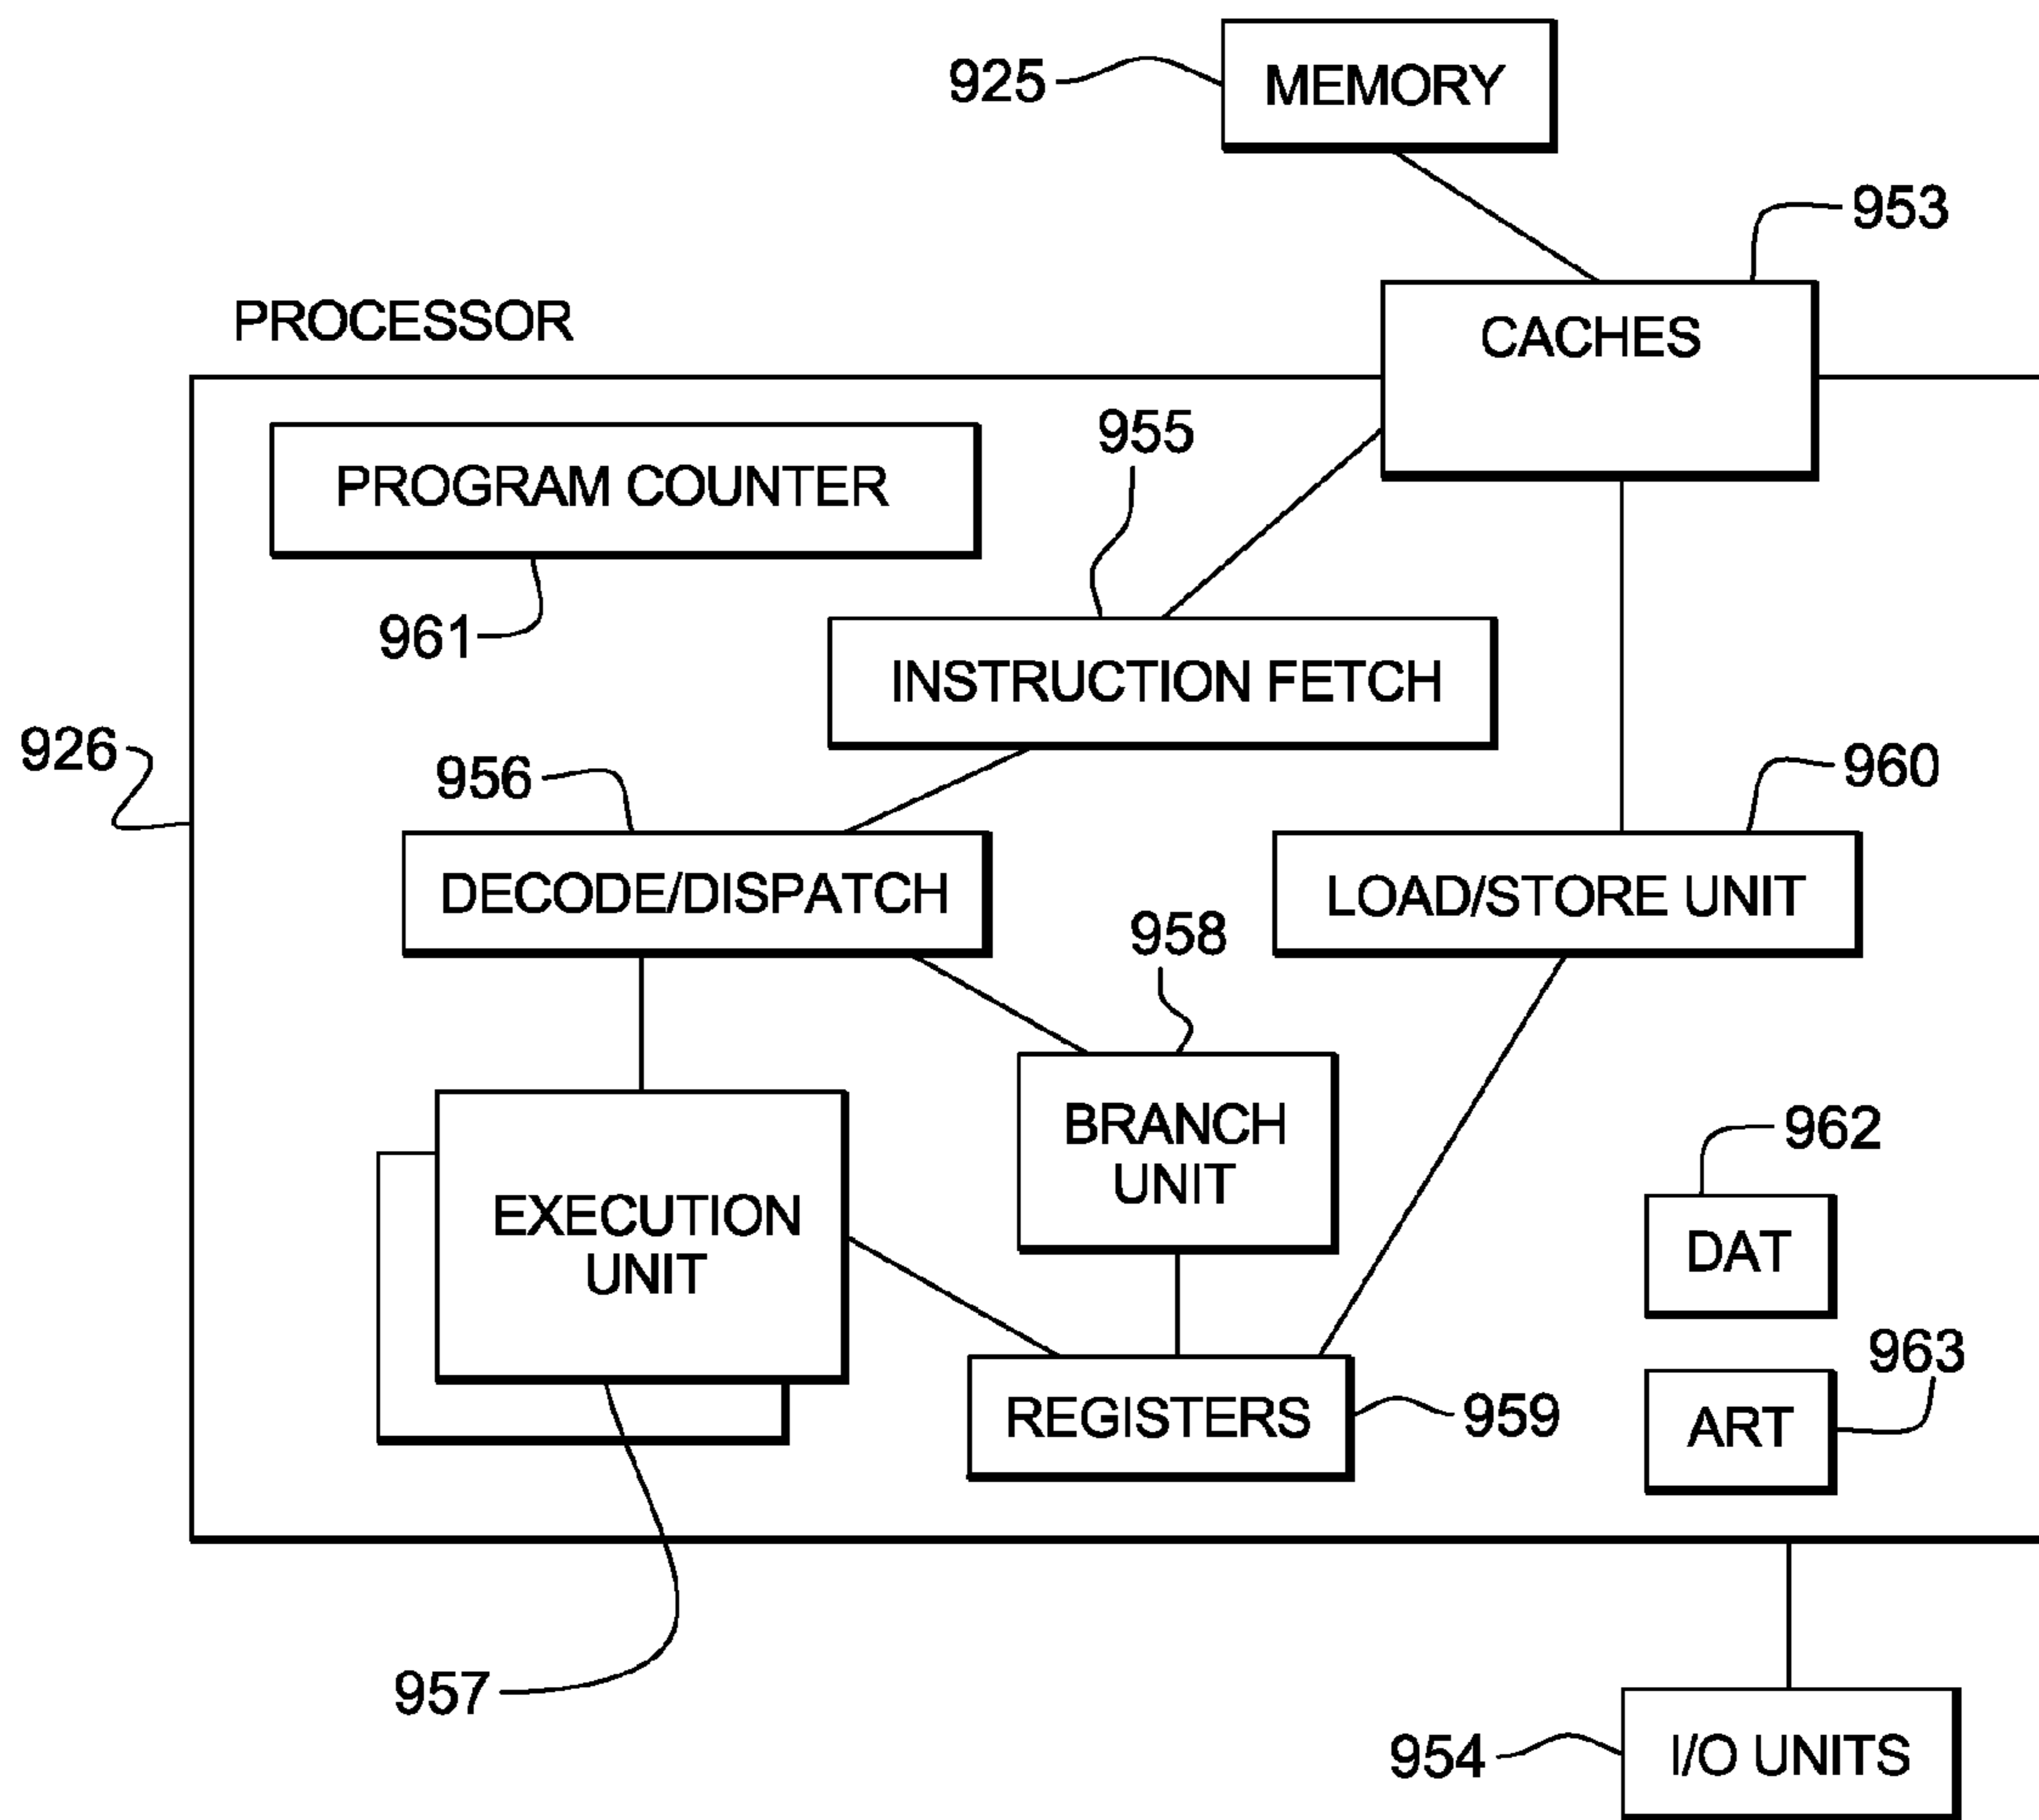 925
MEMORY
953
PROCESSOR
CACHES
955
PROGRAM COUNTER
961
INSTRUCTION FETCH
926
956
960
DECODE/DISPATCH
LOAD/STORE UNIT
958
BRANCH
UNIT
962
EXECUTION
UNIT
DAT
963
REGISTERS
959
ART
957
954
I/O UNITS